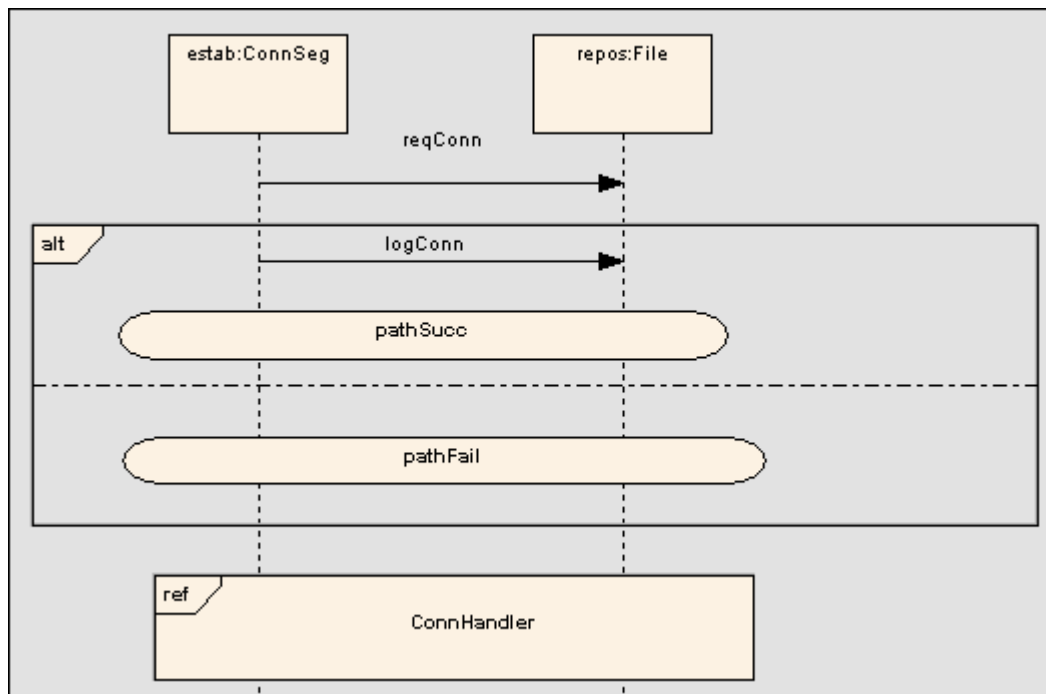 estab:ConnSeg
repos:File
reqConn
alt
logConn
pathSucc
pathFail
ref
ConnHandler